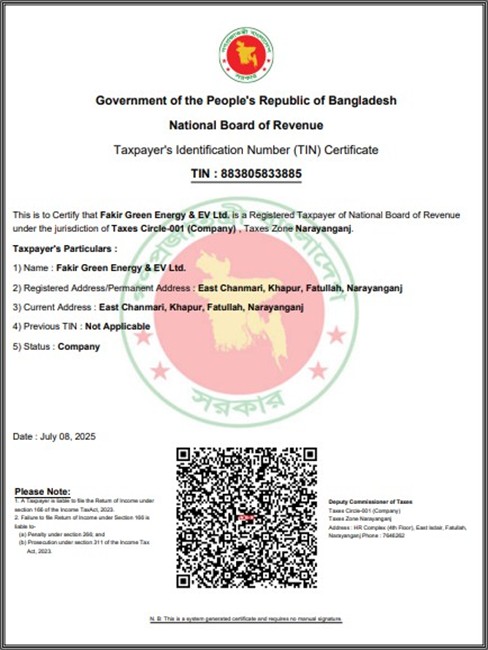 গণপ্রজাতন্ত্রী বাংলাদেশ
সরকার
Government of the People's Republic of Bangladesh
National Board of Revenue
Taxpayer's Identification Number (TIN) Certificate
TIN : 883805833885
This is to Certify that Fakir Green Energy & EV Ltd. is a Registered Taxpayer of National Board of Revenue
under the jurisdiction of Taxes Circle-001 (Company) , Taxes Zone Narayanganj.
Taxpayer's Particulars :
1) Name : Fakir Green Energy & EV Ltd.
2) Registered Address/Permanent Address : East Chanmari, Khapur, Fatullah, Narayanganj
3) Current Address : East Chanmari, Khapur, Fatullah, Narayanganj
4) Previous TIN : Not Applicable
5) Status : Company
গণপ্রজাতন্ত্রী বাংলাদেশ
সরকার
Date : July 08, 2025
Please Note:
1. A Taxpayer is liable to file the Return of Income under
section 166 of the Income TaxAct, 2023.
2. Failure to file Return of Income under Section 166 is
liable to-
(a) Penalty under section 266; and
(b) Prosecution under section 311 of the Income Tax
Act, 2023.
Deputy Commissioner of Taxes
Taxes Circle-001 (Company)
Taxes Zone Narayanganj
Address : HR Complex (4th Floor), East Isdair, Fatullah,
Narayanganj Phone : 7646262
N. B: This is a system generated certificate and requires no manual signature.